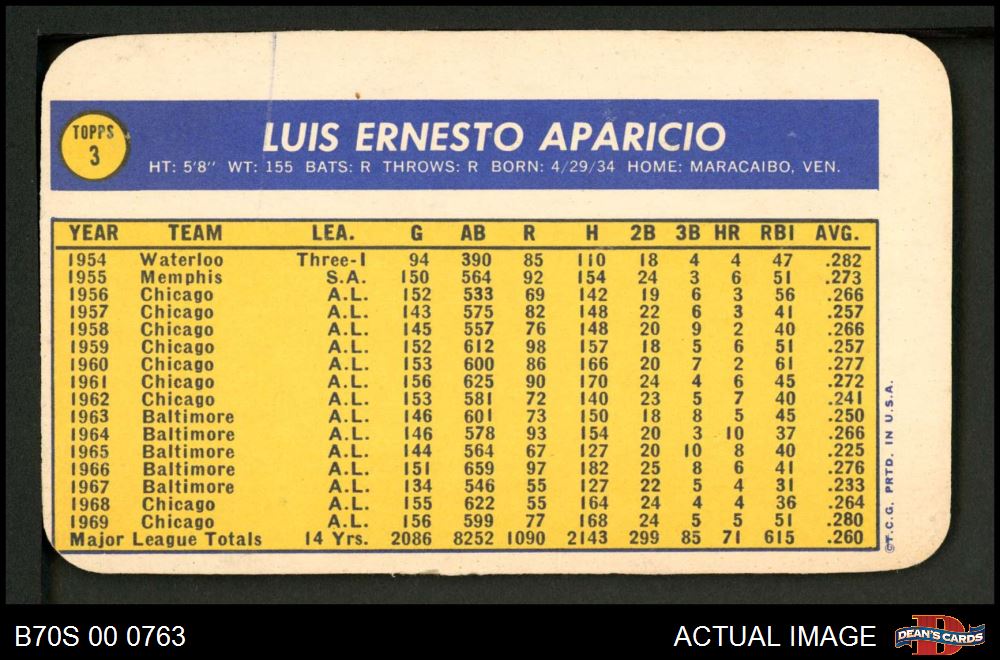 TOPPS
3
LUIS ERNESTO APARICIO
HT: 5'8" WT: 155 BATS: R THROWS: R BORN: 4/29/34 HOME: MARACAIBO, VEN.
YEAR TEAM LEA. G AB R H 2B 3B HR RBI AVG.
1954 Waterloo Three-I 94 390 85 110 18 4 4 47 .282
1955 Memphis S.A. 150 564 92 154 24 3 6 51 .273
1956 Chicago A.L. 152 533 69 142 19 6 3 56 .266
1957 Chicago A.L. 143 575 82 148 22 6 3 41 .257
1958 Chicago A.L. 145 557 76 148 20 9 2 40 .266
1959 Chicago A.L. 152 612 98 157 18 5 6 51 .257
1960 Chicago A.L. 153 600 86 166 20 7 2 61 .277
1961 Chicago A.L. 156 625 90 170 24 4 6 45 .272
1962 Chicago A.L. 153 581 72 140 23 5 7 40 .241
1963 Baltimore A.L. 146 601 73 150 18 8 5 45 .250
1964 Baltimore A.L. 146 578 93 154 20 3 10 37 .266
1965 Baltimore A.L. 144 564 67 127 20 10 8 40 .225
1966 Baltimore A.L. 151 659 97 182 25 8 6 41 .276
1967 Baltimore A.L. 134 546 55 127 22 5 4 31 .233
1968 Chicago A.L. 155 622 55 164 24 4 4 36 .264
1969 Chicago A.L. 156 599 77 168 24 5 5 51 .280
Major League Totals 14 Yrs. 2086 8252 1090 2143 299 85 71 615 .260
©T.C.G. PRTD. IN U.S.A.
B70S 00 0763
ACTUAL IMAGE
DEAN'S CARDS